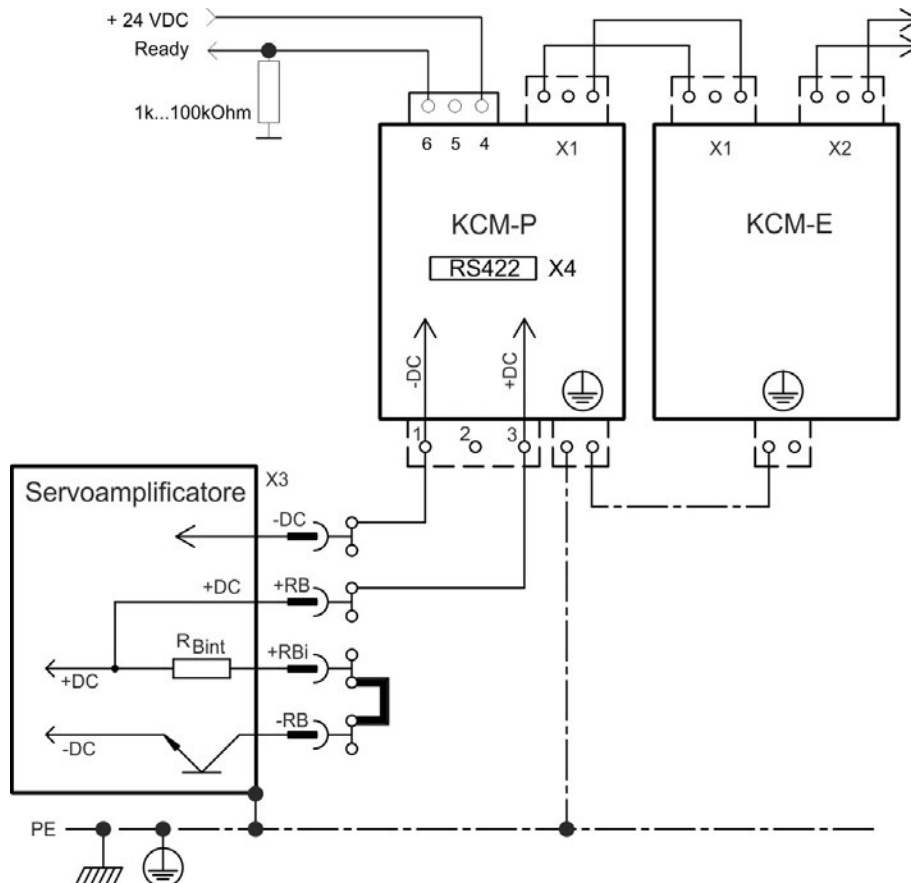 + 24 VDC
Ready
1k...100kOhm
6 5 4
X1
X1
X2
KCM-P
KCM-E
RS422
X4
-DC
+DC
1 2 3
Servoamplificatore
X3
-DC
+DC
+RB
RBint
+RBi
+DC
-RB
-DC
PE